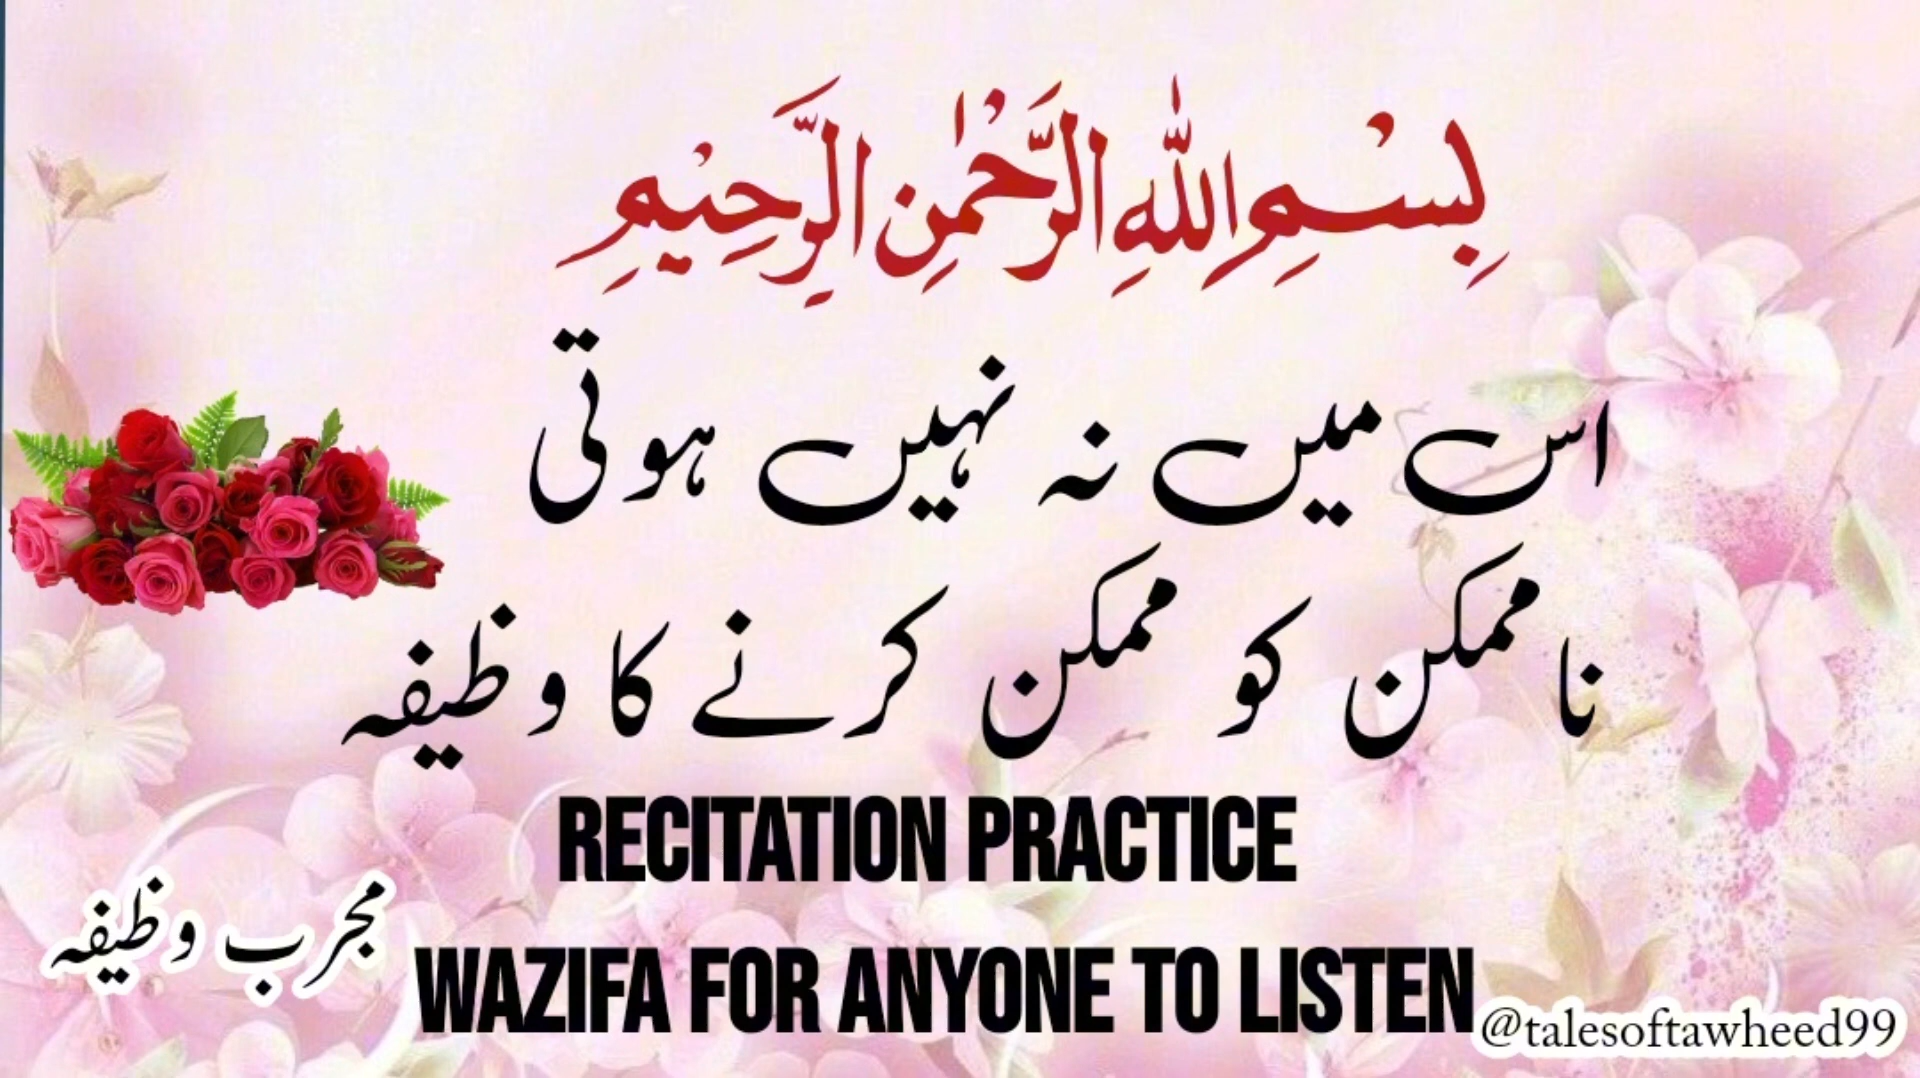 بِسْمِ اللّٰهِ الرَّحْمٰنِ الرَّحِيْمِ
اس میں نہ نہیں ہوتی
ناممکن کو ممکن کرنے کا وظیفہ
RECITATION PRACTICE
مجرب وظیفہ
WAZIFA FOR ANYONE TO LISTEN
@talesoftawheed99